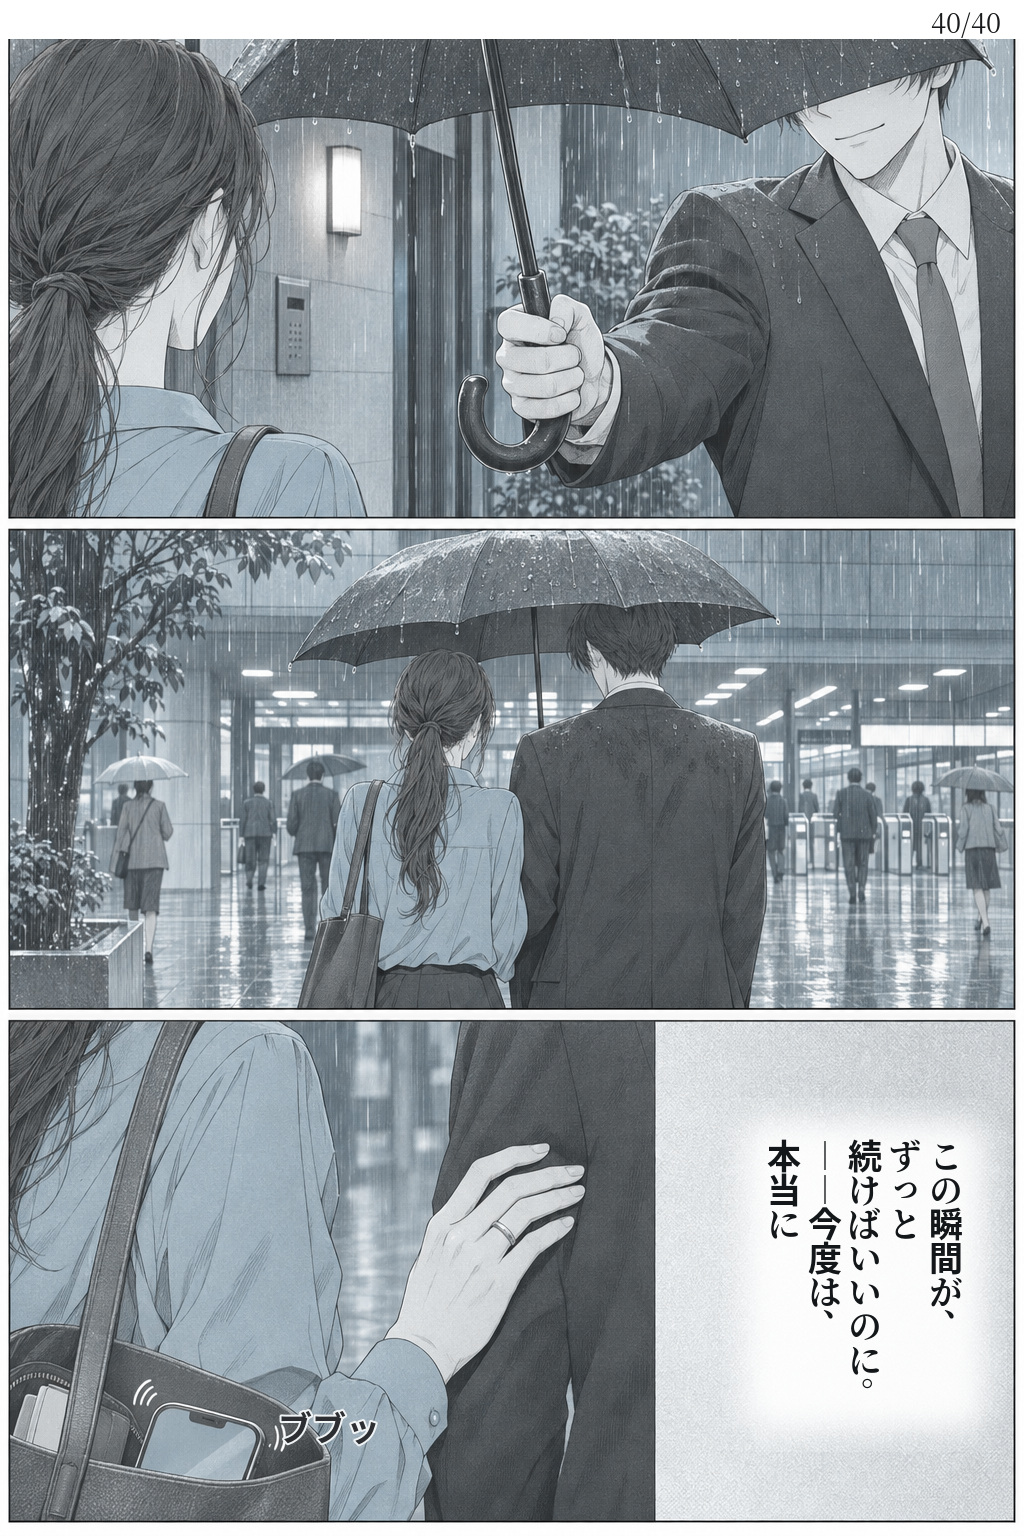 40/40
この瞬間が、
ずっと
続けばいいのに。
――今度は、
本当に
ブブッ